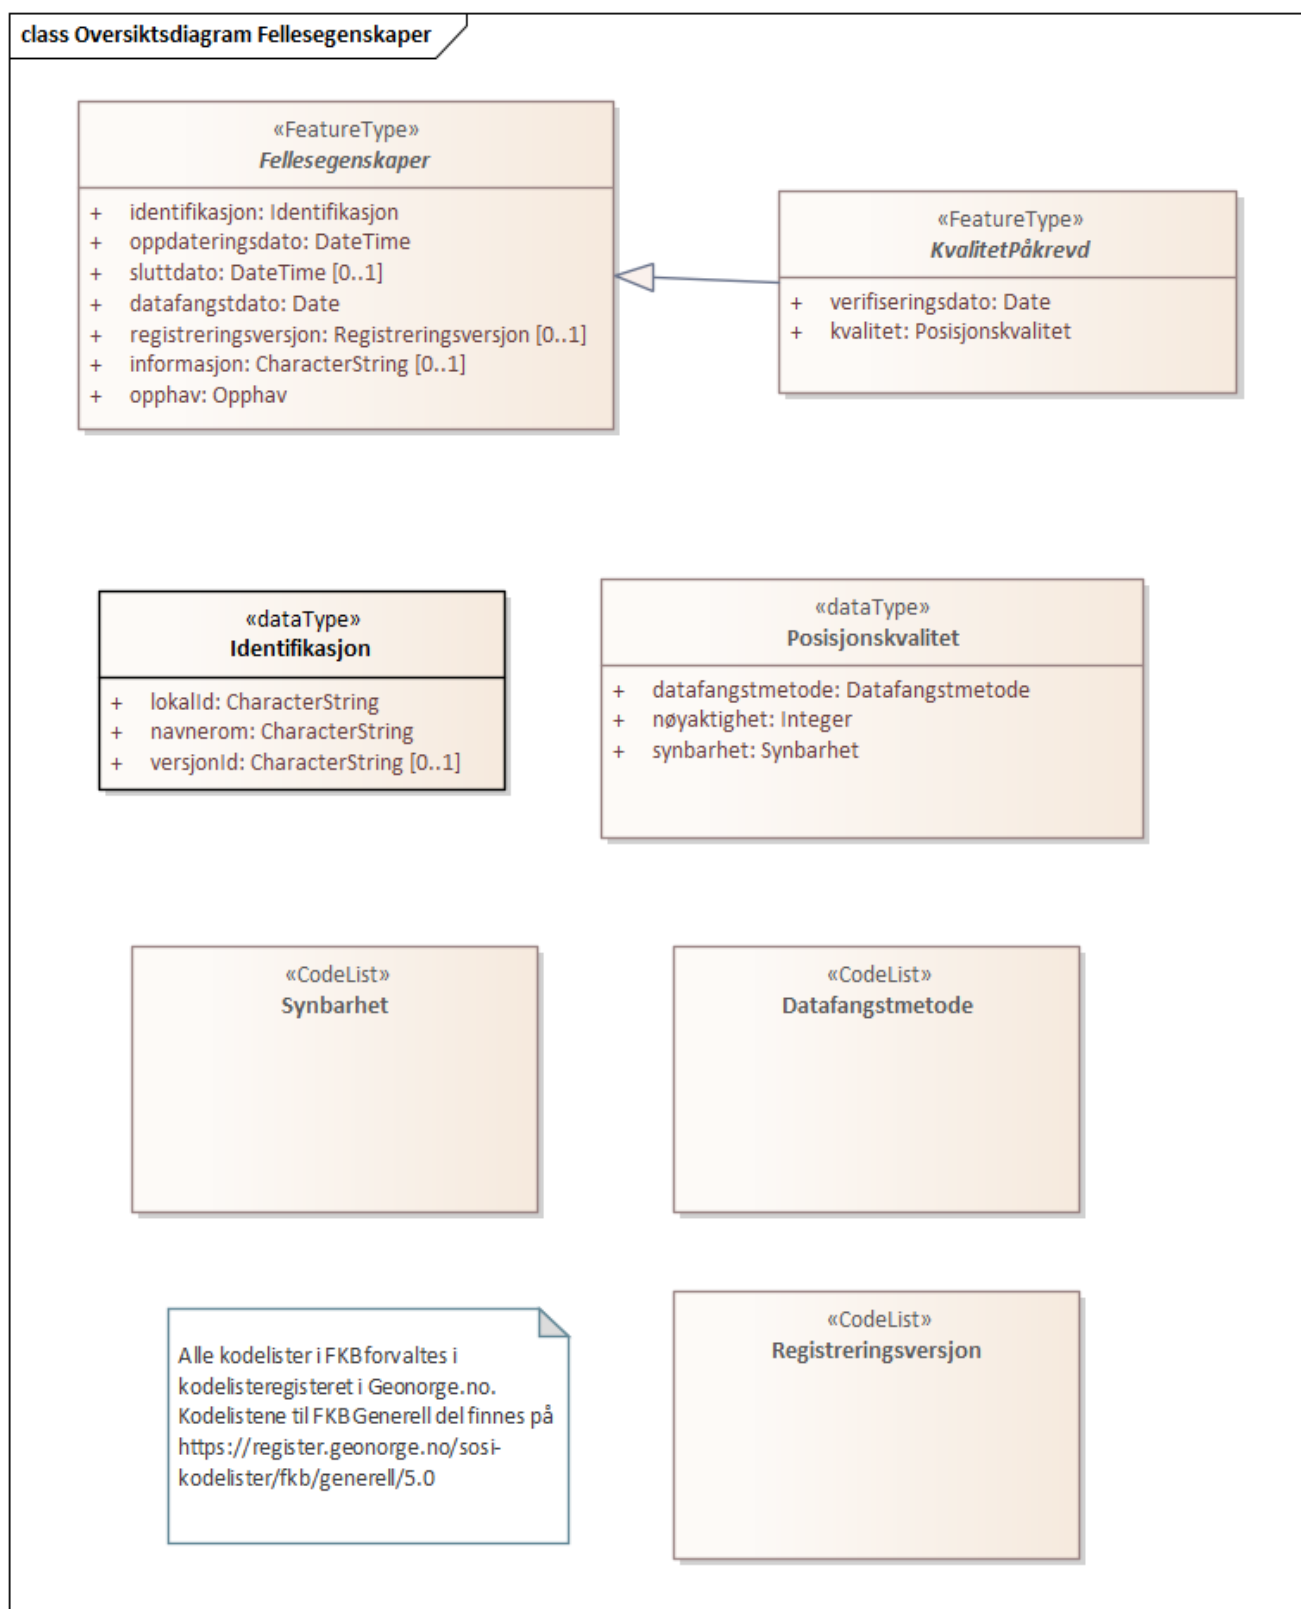 class Oversiktsdiagram Fellesegenskaper
«FeatureType»
Fellesegenskaper
+ identifikasjon: Identifikasjon
+ oppdateringsdato: DateTime
+ sluttdato: DateTime [0..1]
+ datafangstdato: Date
+ registreringsversjon: Registreringsversjon [0..1]
+ informasjon: CharacterString [0..1]
+ opphav: Opphav
«FeatureType»
KvalitetPåkrevd
+ verifiseringsdato: Date
+ kvalitet: Posisjonskvalitet
«dataType»
Identifikasjon
+ lokalId: CharacterString
+ navnerom: CharacterString
+ versjonId: CharacterString [0..1]
«dataType»
Posisjonskvalitet
+ datafangstmetode: Datafangstmetode
+ nøyaktighet: Integer
+ synbarhet: Synbarhet
«CodeList»
Synbarhet
«CodeList»
Datafangstmetode
Alle kodelister i FKB forvaltes i
kodelisteregisteret i Geonorge.no.
Kodelistene til FKB Generell del finnes på
https://register.geonorge.no/sosi-
kodelister/fkb/generell/5.0
«CodeList»
Registreringsversjon